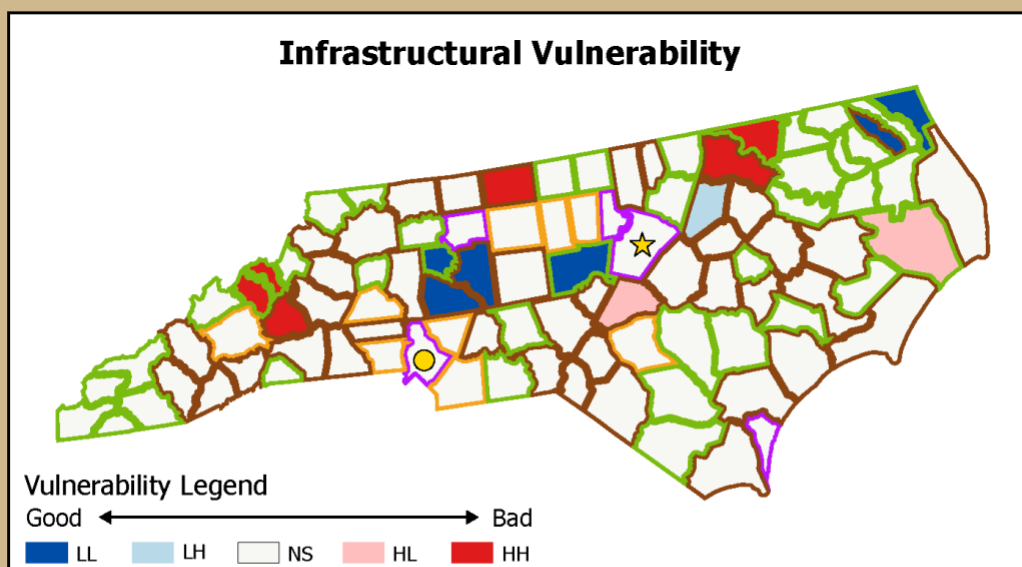 Infrastructural Vulnerability
Vulnerability Legend
Good Bad
LL LH NS HL HH